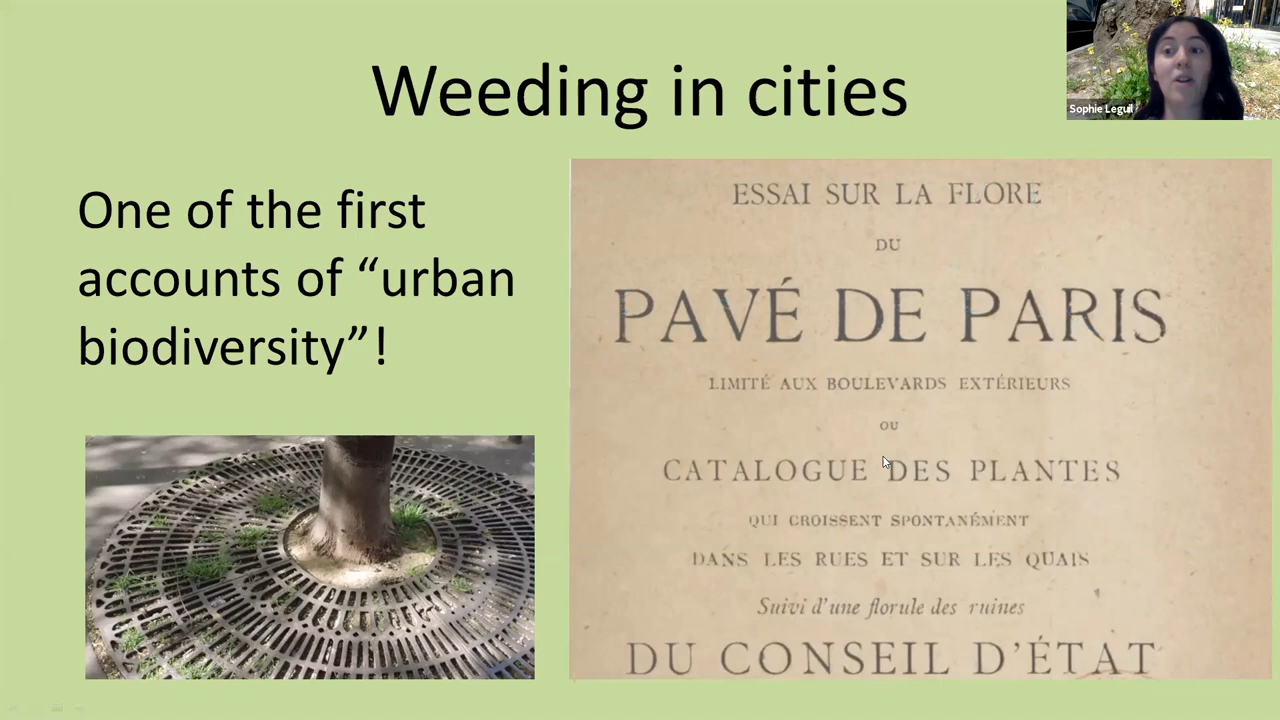 Weeding in cities
Sophie Leguil
One of the first
accounts of “urban
biodiversity”!
ESSAI SUR LA FLORE
DU
PAVÉ DE PARIS
LIMITÉ AUX BOULEVARDS EXTÉRIEURS
OU
CATALOGUE DES PLANTES
QUI CROISSENT SPONTANÉMENT
DANS LES RUES ET SUR LES QUAIS
Suivi d'une florule des ruines
DU CONSEIL D'ÉTAT